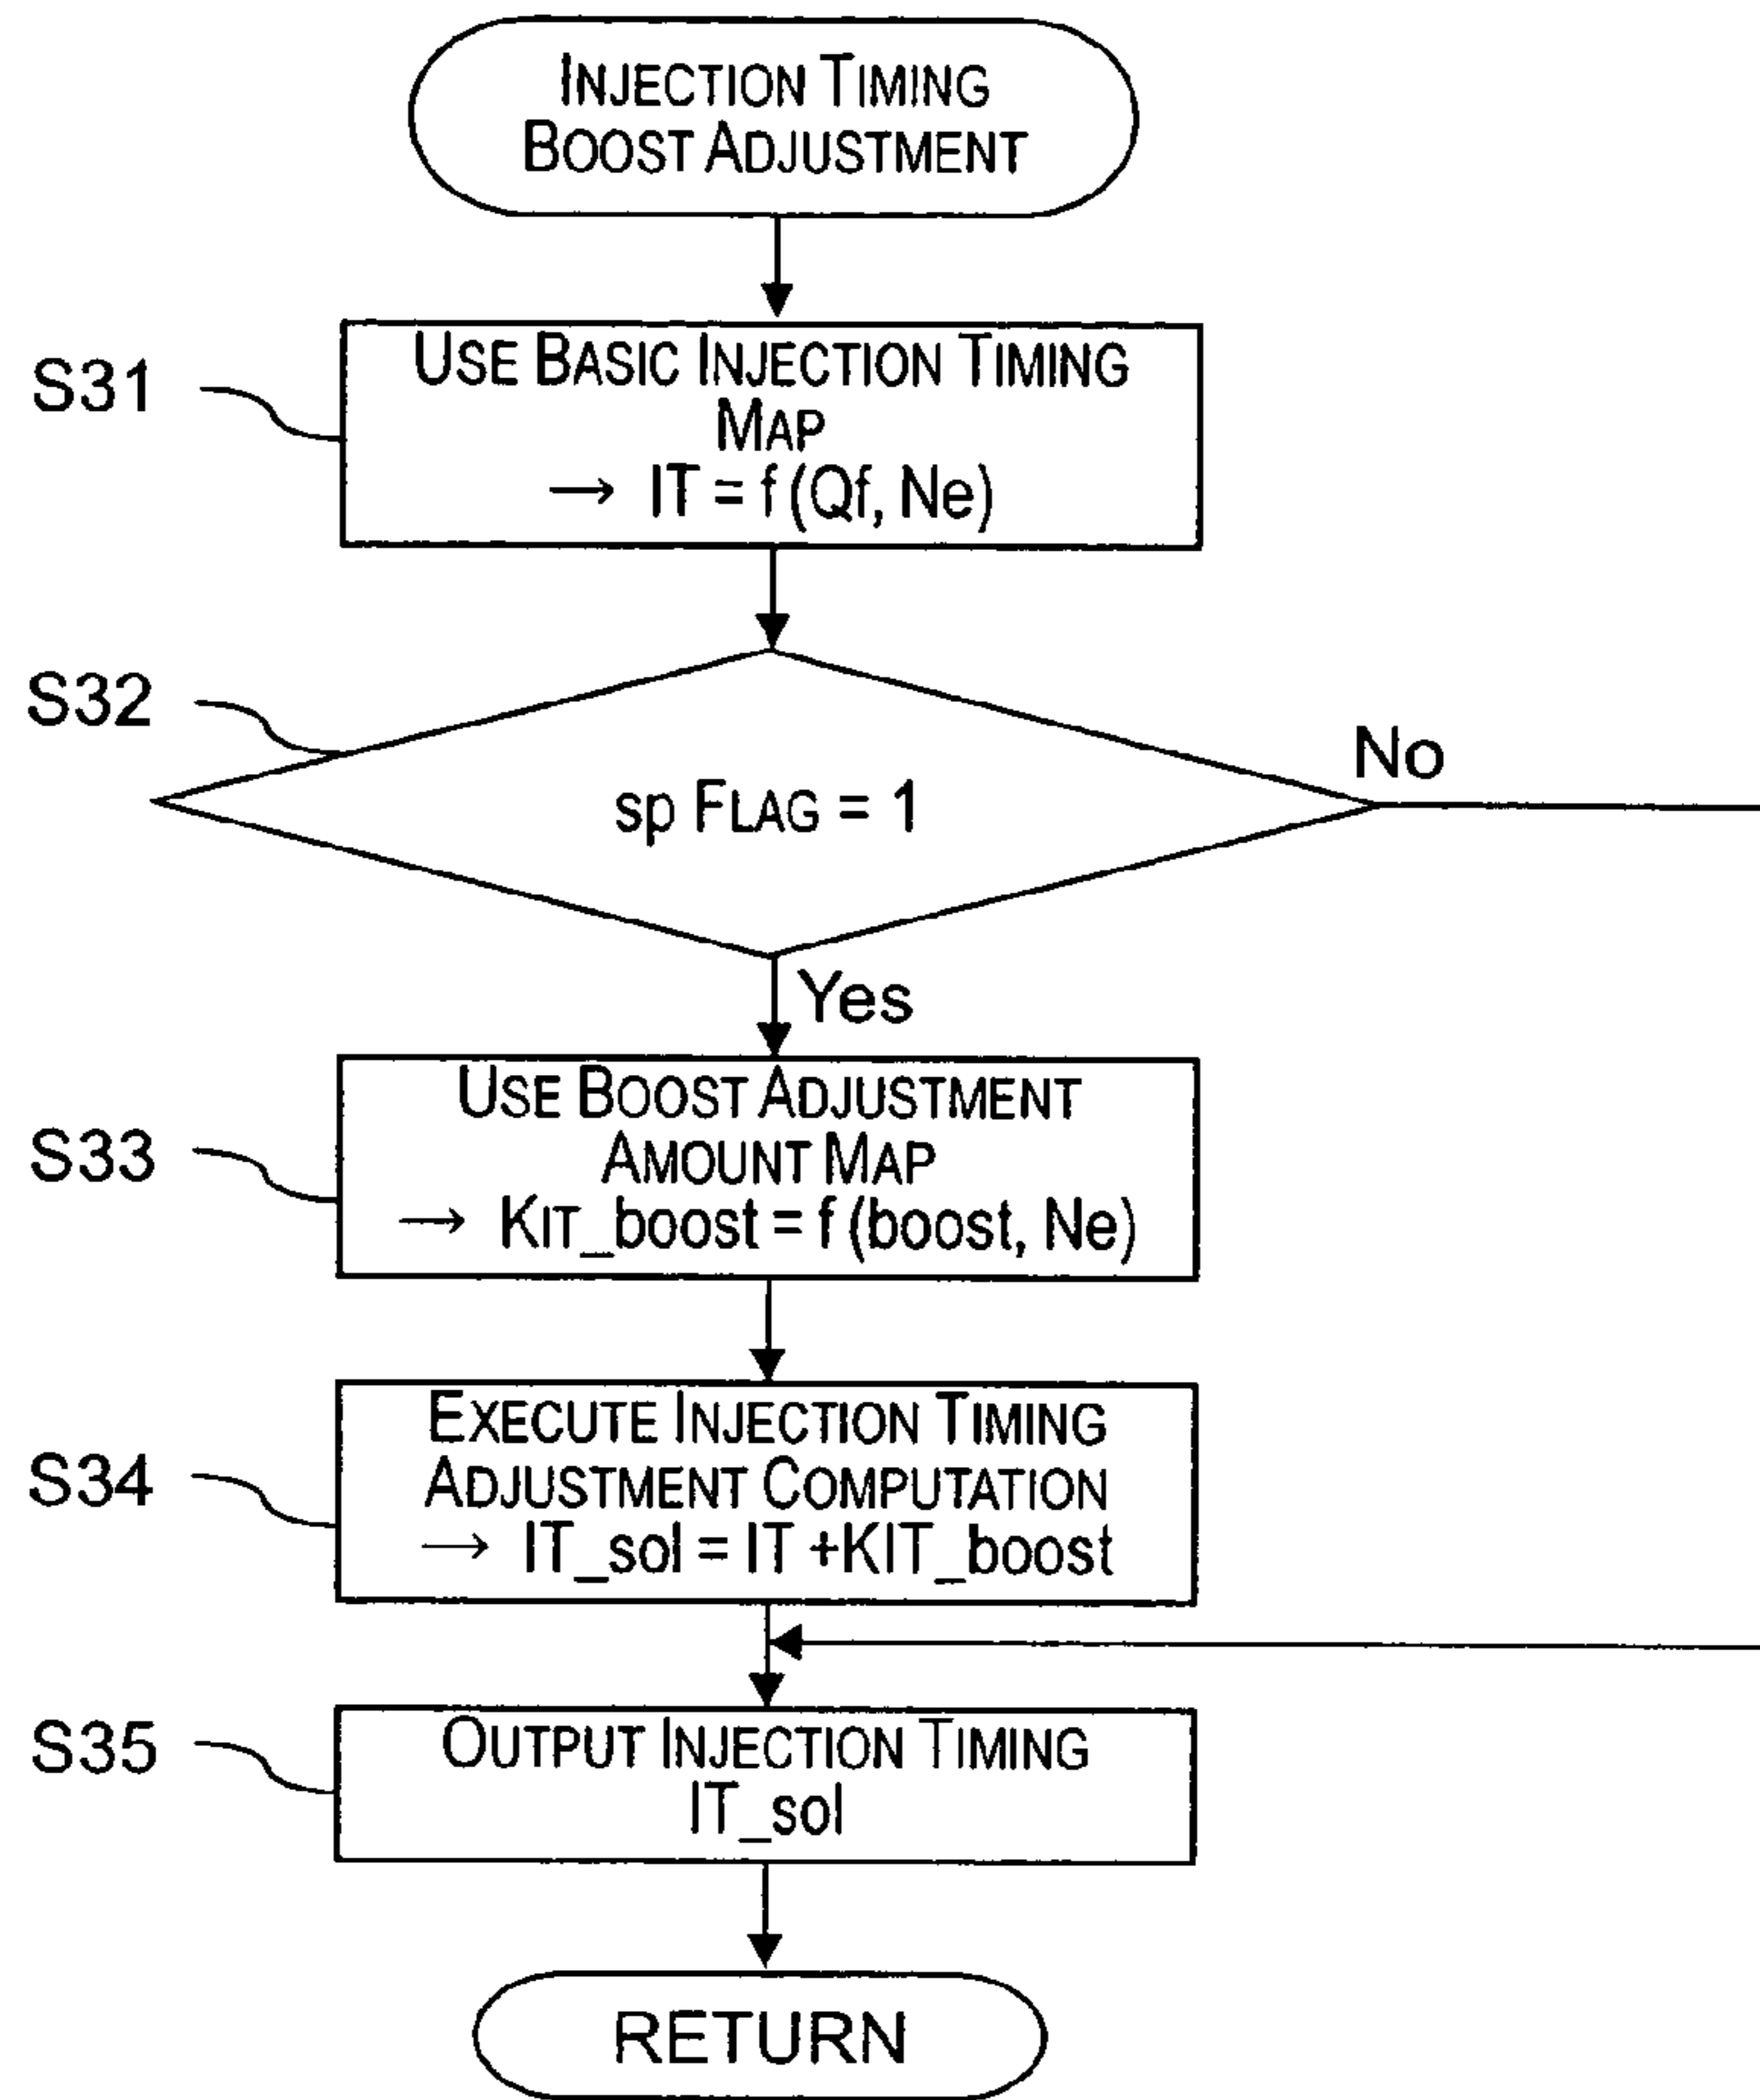 INJECTION TIMING
BOOST ADJUSTMENT
S31
USE BASIC INJECTION TIMING
MAP
→ IT = f (Qf, Ne)
S32
sp FLAG = 1
No
Yes
S33
USE BOOST ADJUSTMENT
AMOUNT MAP
→ KIT_boost = f (boost, Ne)
S34
EXECUTE INJECTION TIMING
ADJUSTMENT COMPUTATION
→ IT_sol = IT +KIT_boost
S35
OUTPUT INJECTION TIMING
IT_sol
RETURN